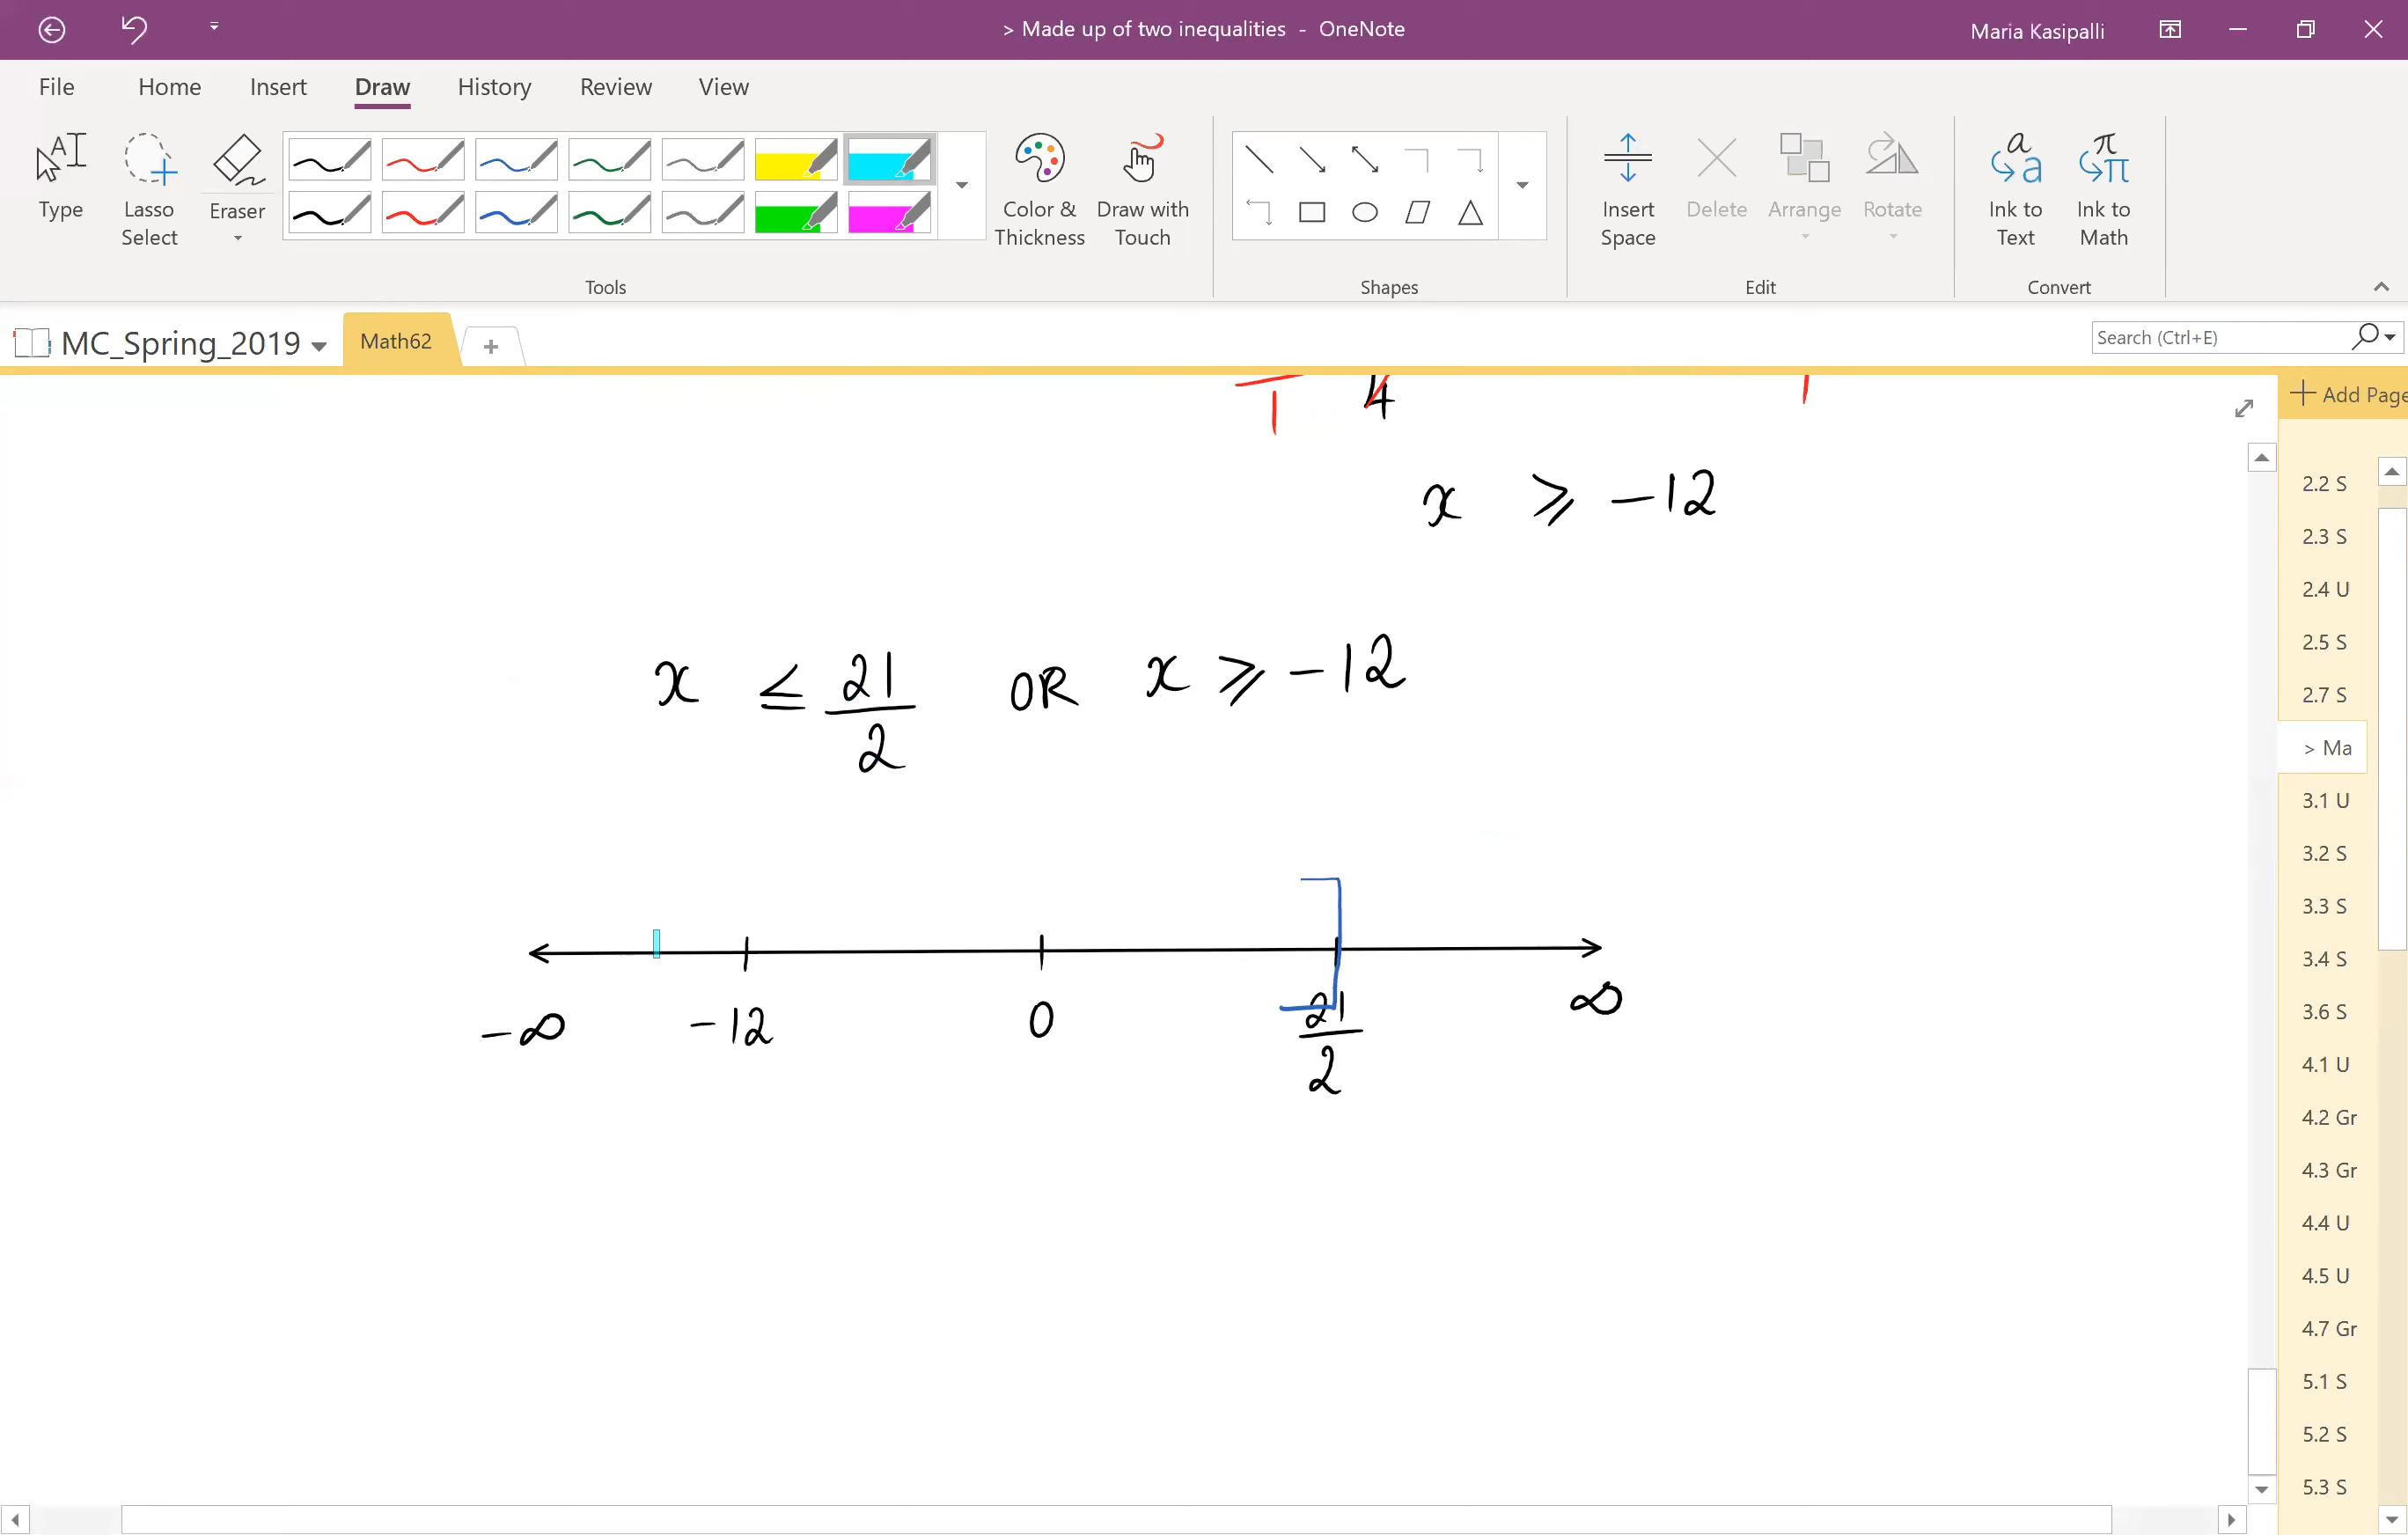 > Made up of two inequalities - OneNote
Maria Kasipalli
File Home Insert Draw History Review View
Type
Lasso Select
Eraser
Color & Thickness
Draw with Touch
Insert Space
Delete
Arrange
Rotate
Ink to Text
Ink to Math
Tools
Shapes
Edit
Convert
MC_Spring_2019
Math62
Search (Ctrl+E)
Add Page
1 4 1
x ≥ -12
x ≤ 21/2 OR x ≥ -12
-∞ -12 0 21/2 ∞
2.2 S
2.3 S
2.4 U
2.5 S
2.7 S
> Ma
3.1 U
3.2 S
3.3 S
3.4 S
3.6 S
4.1 U
4.2 Gr
4.3 Gr
4.4 U
4.5 U
4.7 Gr
5.1 S
5.2 S
5.3 S